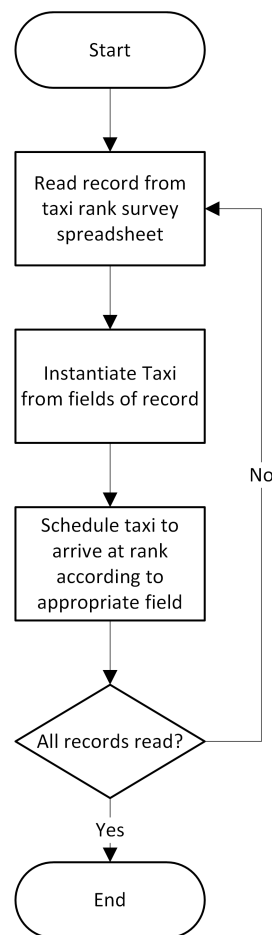 Start
Read record from
taxi rank survey
spreadsheet
Instantiate Taxi
from fields of record
No
Schedule taxi to
arrive at rank
according to
appropriate field
All records read?
Yes
End